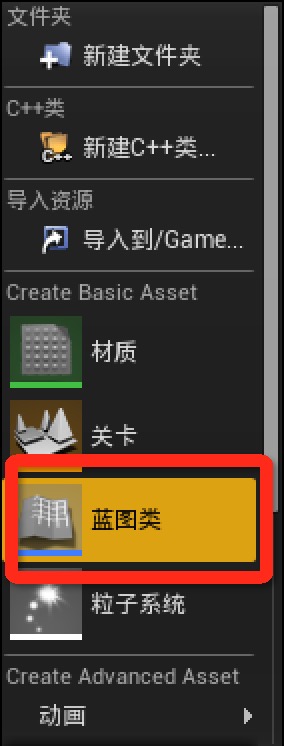 文件夹
新建文件夹
C++类
C++
新建C++类...
导入资源
导入到/Game...
Create Basic Asset
材质
关卡
蓝图类
粒子系统
Create Advanced Asset
动画